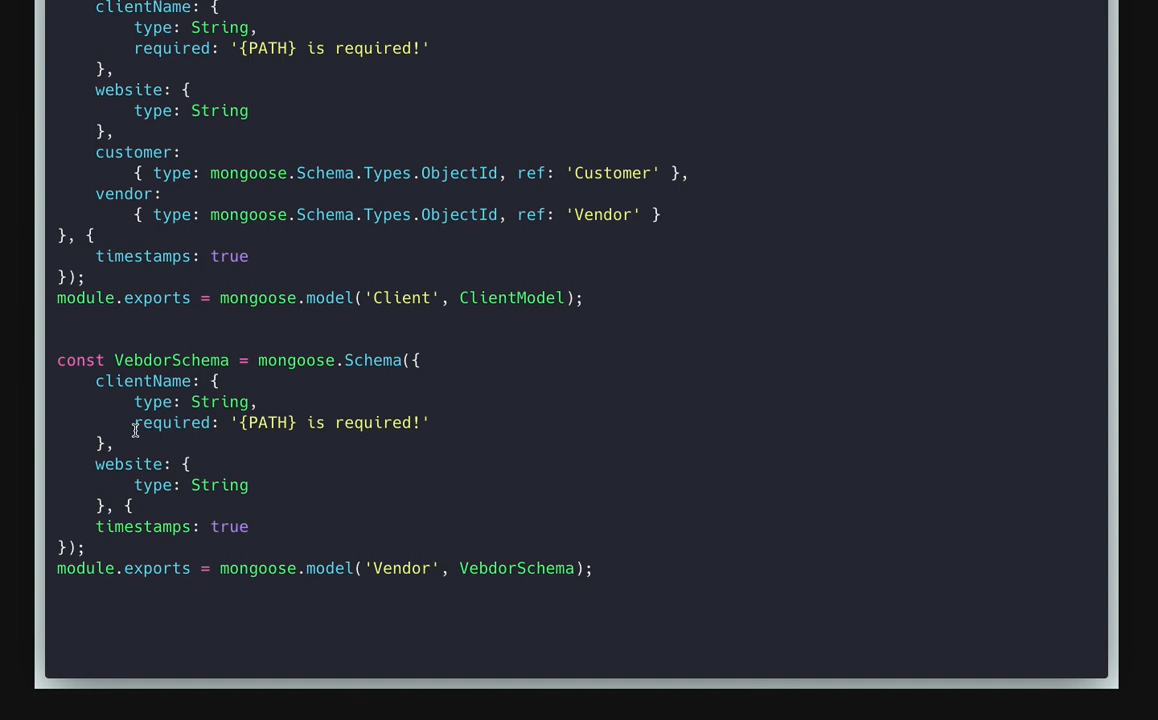 clientName: {
type: String,
required: '{PATH} is required!'
},
website: {
type: String
},
customer:
{ type: mongoose.Schema.Types.ObjectId, ref: 'Customer' },
vendor:
{ type: mongoose.Schema.Types.ObjectId, ref: 'Vendor' }
}, {
timestamps: true
});
module.exports = mongoose.model('Client', ClientModel);
const VebdorSchema = mongoose.Schema({
clientName: {
type: String,
required: '{PATH} is required!'
},
website: {
type: String
}, {
timestamps: true
});
module.exports = mongoose.model('Vendor', VebdorSchema);